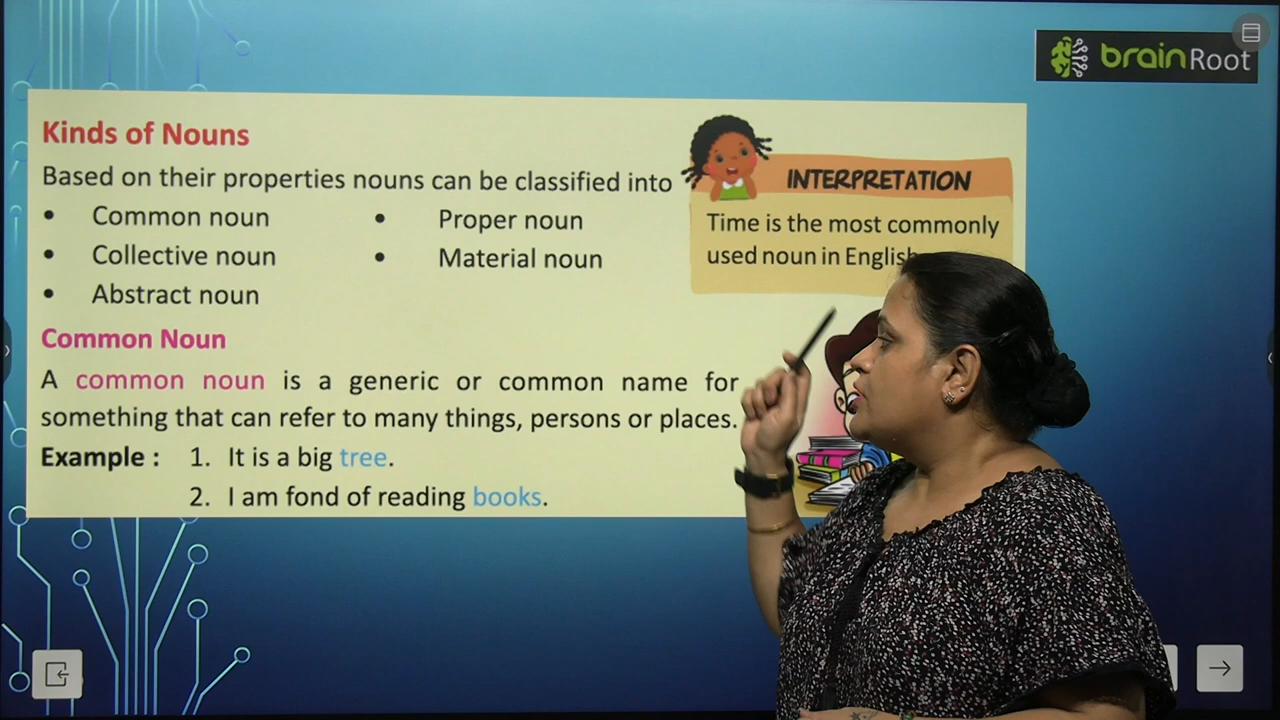 brainRoot
Kinds of Nouns
Based on their properties nouns can be classified into
• Common noun • Proper noun
• Collective noun • Material noun
• Abstract noun
INTERPRETATION
Time is the most commonly
used noun in English
Common Noun
A common noun is a generic or common name for
something that can refer to many things, persons or places.
Example : 1. It is a big tree.
2. I am fond of reading books.